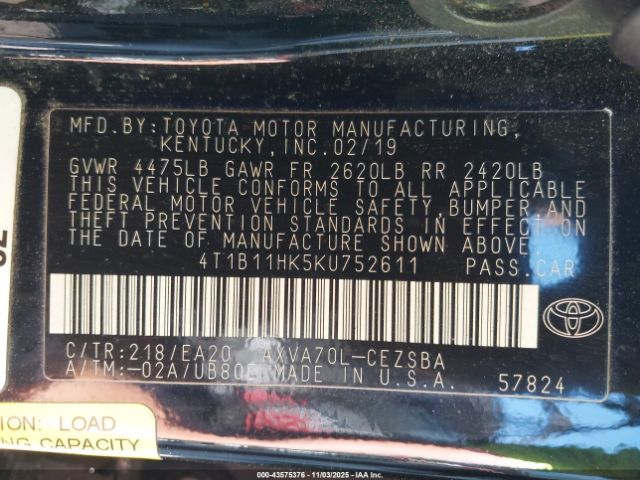 MFD.BY:TOYOTA MOTOR MANUFACTURING,
KENTUCKY,INC.02/19
GVWR 4475LB GAWR FR 2620LB RR 2420LB
THIS VEHICLE CONFORMS TO ALL APPLICABLE
FEDERAL MOTOR VEHICLE SAFETY,BUMPER AND
THEFT PREVENTION STANDARDS IN EFFECT ON
THE DATE OF MANUFACTURE SHOWN ABOVE.
4T1B11HK5KU752611 PASS.CAR
C/TR:218/EA20 AXVA70L-CEZSBA
A/TM:-02A/UB80E MADE IN U.S.A. 57824
TION: LOAD
NG CAPACITY
000-43575376 - 11/03/2025 - IAA Inc.